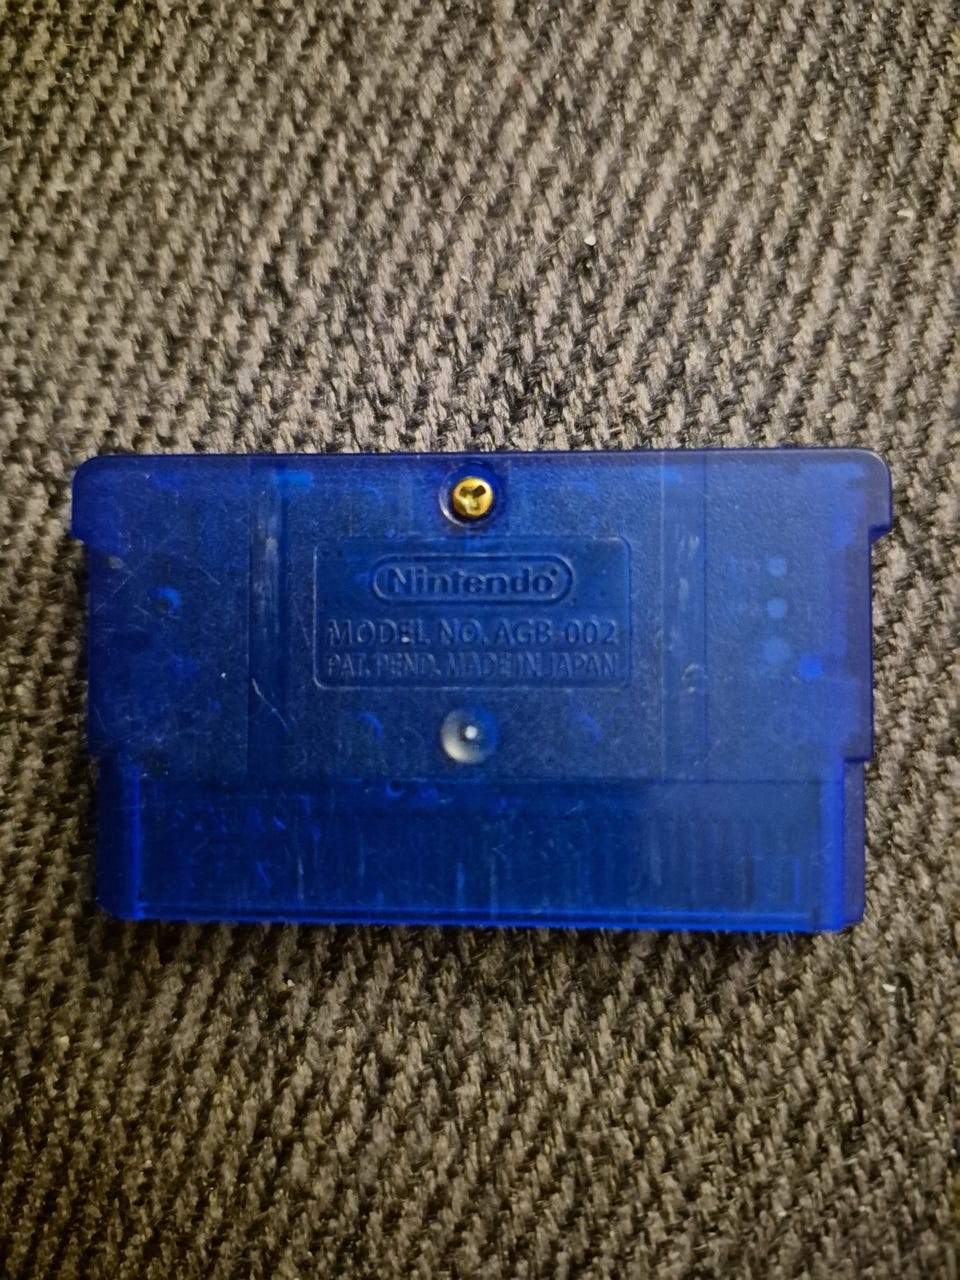 Nintendo®
MODEL NO. AGB-002
PAT. PEND. MADE IN JAPAN